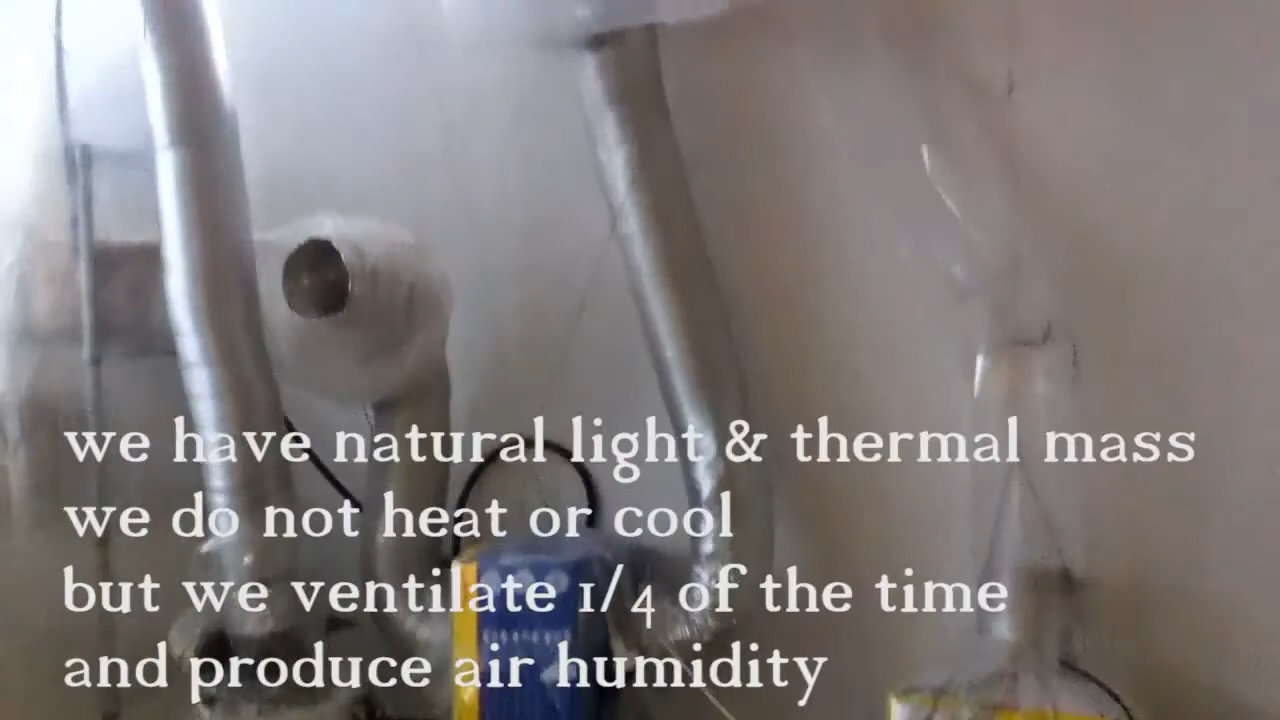 we have natural light & thermal mass
we do not heat or cool
but we ventilate 1/4 of the time
and produce air humidity